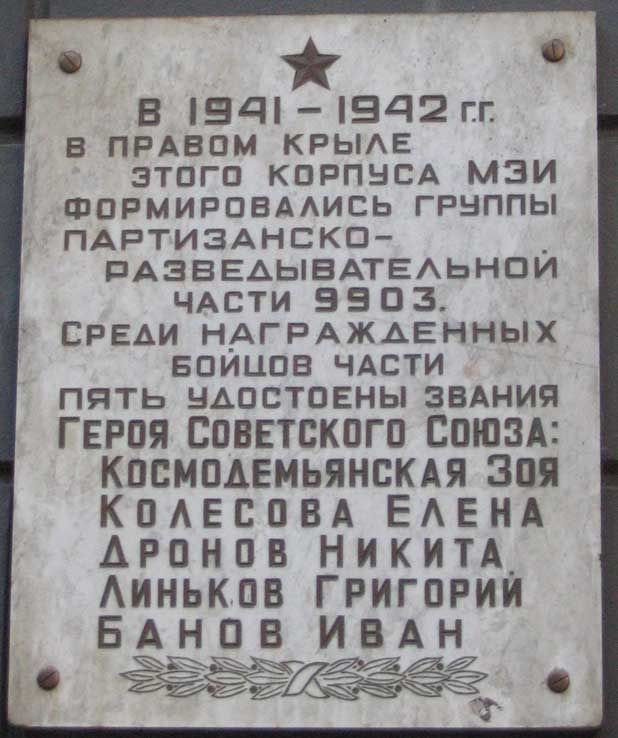 В 1941 – 1942 г.г.
В ПРАВОМ КРЫЛЕ
ЭТОГО КОРПУСА МЭИ
ФОРМИРОВАЛИСЬ ГРУППЫ
ПАРТИЗАНСКО-
РАЗВЕДЫВАТЕЛЬНОЙ
ЧАСТИ 9903.
СРЕДИ НАГРАЖДЕННЫХ
БОЙЦОВ ЧАСТИ
ПЯТЬ УДОСТОЕНЫ ЗВАНИЯ
ГЕРОЯ СОВЕТСКОГО СОЮЗА:
КОСМОДЕМЬЯНСКАЯ ЗОЯ
КОЛЕСОВА ЕЛЕНА
ДРОНОВ НИКИТА
ЛИНЬКОВ ГРИГОРИЙ
БАНОВ ИВАН